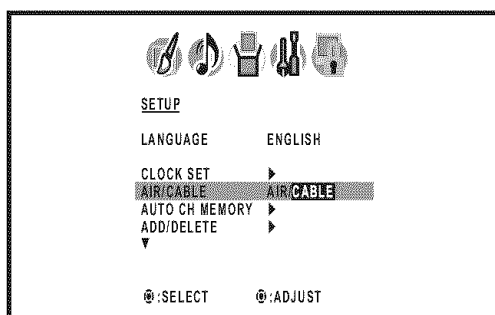 SETUP
LANGUAGE ENGLISH
CLOCK SET ▶
AIR/CABLE AIR/CABLE
AUTO CH MEMORY ▶
ADD/DELETE ▶
▼
:SELECT :ADJUST